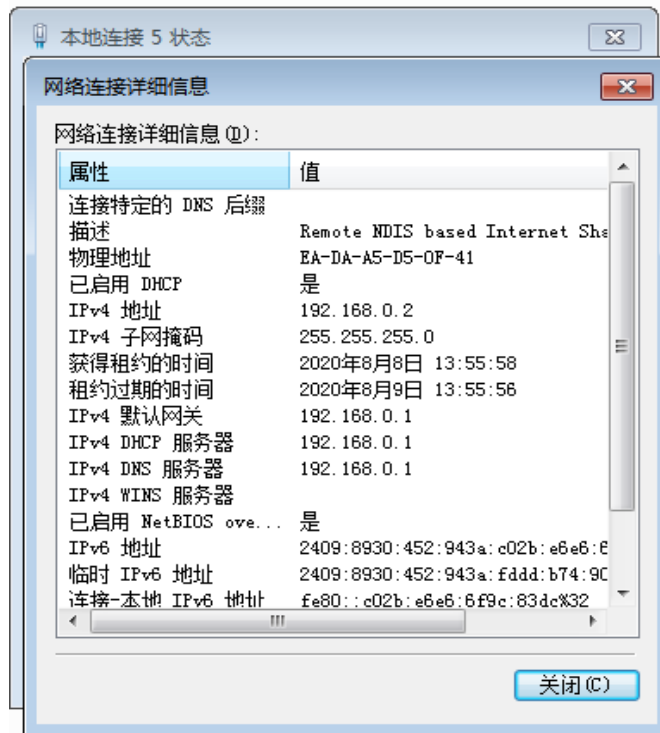 本地连接 5 状态
网络连接详细信息
网络连接详细信息(D):
属性 值
连接特定的 DNS 后缀
描述 Remote NDIS based Internet Sha
物理地址 EA-DA-A5-D5-0F-41
已启用 DHCP 是
IPv4 地址 192.168.0.2
IPv4 子网掩码 255.255.255.0
获得租约的时间 2020年8月8日 13:55:58
租约过期的时间 2020年8月9日 13:55:56
IPv4 默认网关 192.168.0.1
IPv4 DHCP 服务器 192.168.0.1
IPv4 DNS 服务器 192.168.0.1
IPv4 WINS 服务器
已启用 NetBIOS ove... 是
IPv6 地址 2409:8930:452:943a:c02b:e6e6:6
临时 IPv6 地址 2409:8930:452:943a:fddd:b74:90
连接-本地 IPv6 地址 fe80::c02b:e6e6:6f9c:83dc%32
关闭(C)